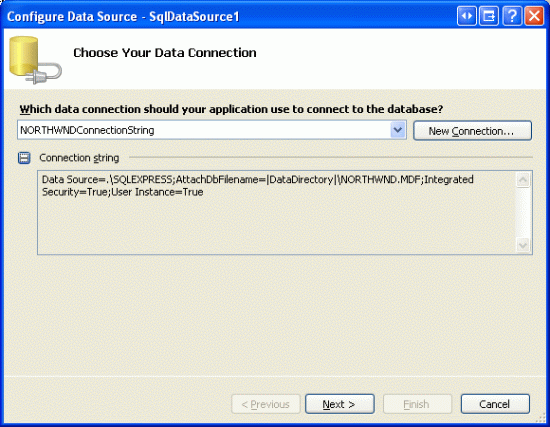 Configure Data Source - SqlDataSource1
Choose Your Data Connection
Which data connection should your application use to connect to the database?
NORTHWNDConnectionString
New Connection...
Connection string
Data Source=.\SQLEXPRESS;AttachDbFilename=|DataDirectory|\NORTHWND.MDF;Integrated
Security=True;User Instance=True
< Previous
Next >
Finish
Cancel